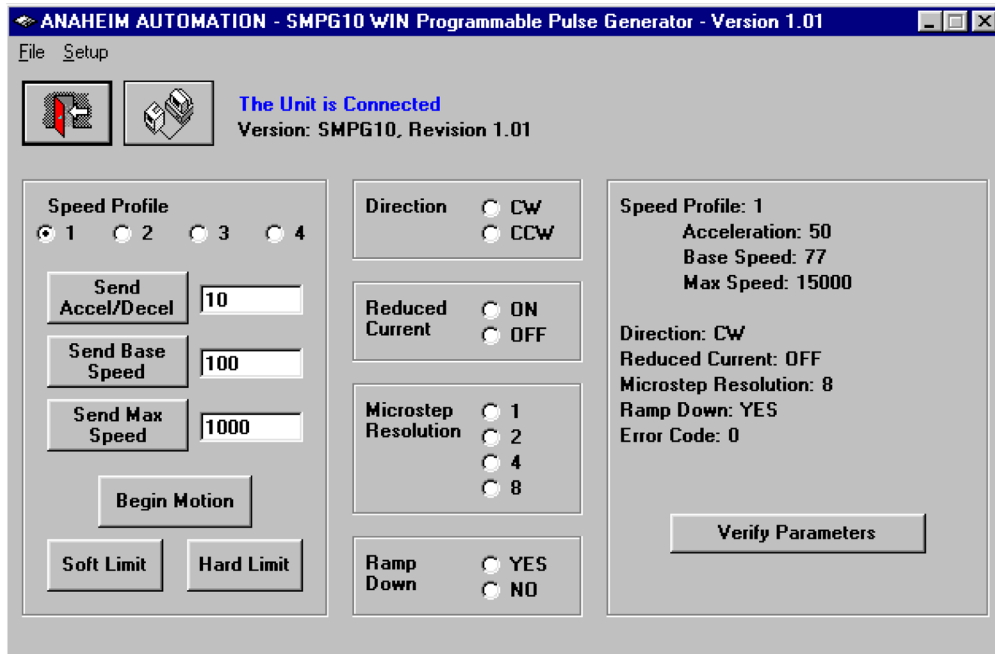 ANAHEIM AUTOMATION - SMPG10 WIN Programmable Pulse Generator - Version 1.01
File Setup
The Unit is Connected
Version: SMPG10, Revision 1.01
Speed Profile
1 2 3 4
Send
Accel/Decel
10
Send Base
Speed
100
Send Max
Speed
1000
Begin Motion
Soft Limit
Hard Limit
Direction
CW
CCW
Reduced
Current
ON
OFF
Microstep
Resolution
1
2
4
8
Ramp
Down
YES
NO
Speed Profile: 1
Acceleration: 50
Base Speed: 77
Max Speed: 15000
Direction: CW
Reduced Current: OFF
Microstep Resolution: 8
Ramp Down: YES
Error Code: 0
Verify Parameters